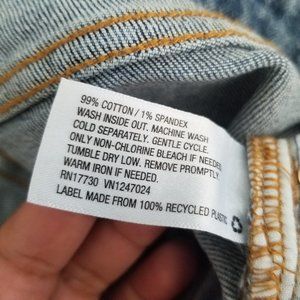 99% COTTON / 1% SPANDEX
WASH INSIDE OUT. MACHINE WASH
COLD SEPARATELY. GENTLE CYCLE.
ONLY NON-CHLORINE BLEACH IF NEEDED.
TUMBLE DRY LOW. REMOVE PROMPTLY.
WARM IRON IF NEEDED.
RN17730 VN1247024
LABEL MADE FROM 100% RECYCLED PLASTIC